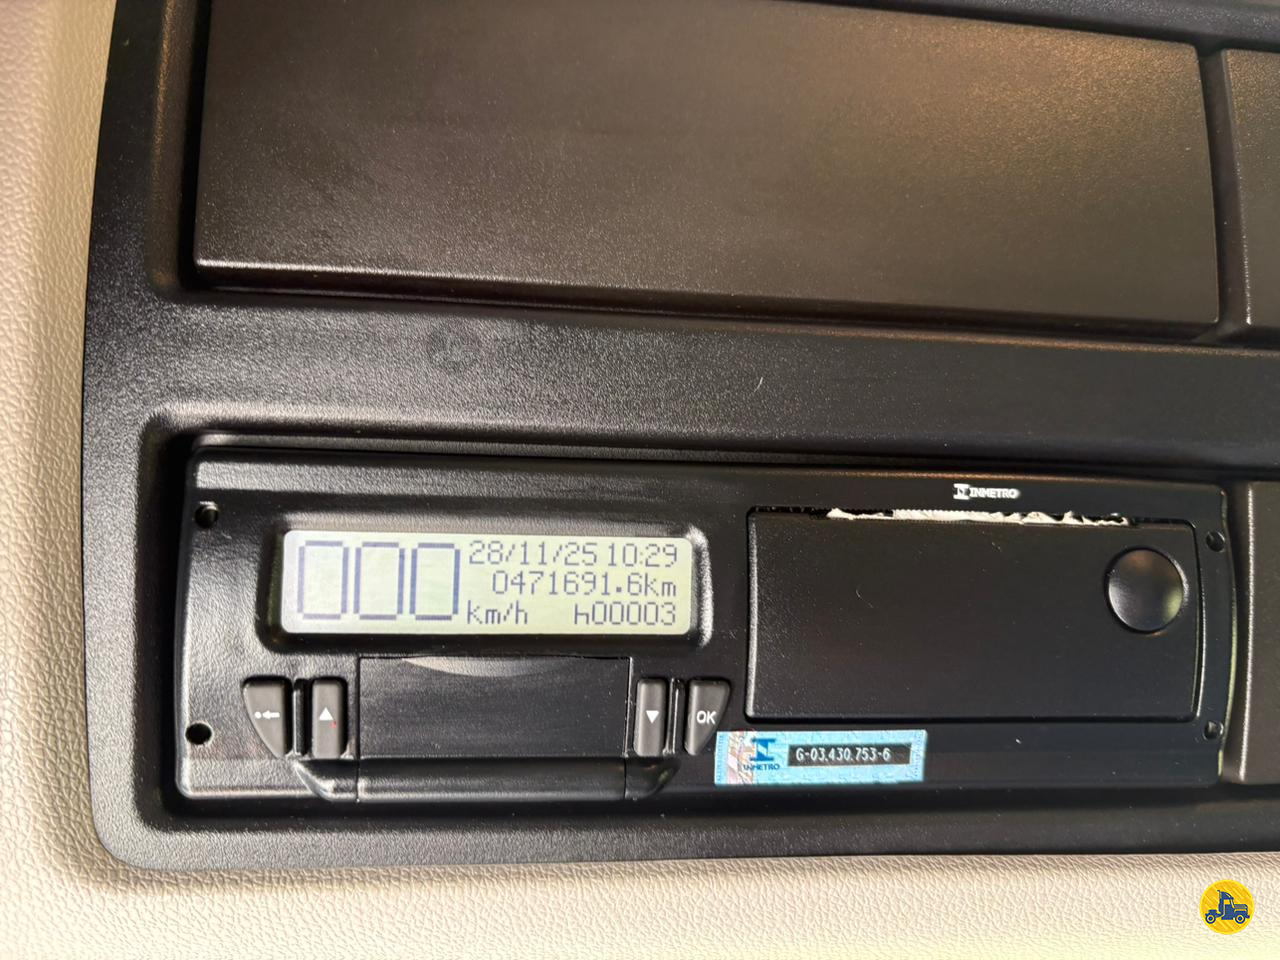 INMETRO
000 28/11/25 10:29
0471691.6km
km/h h00003
OK
INMETRO G-03.430.753-6